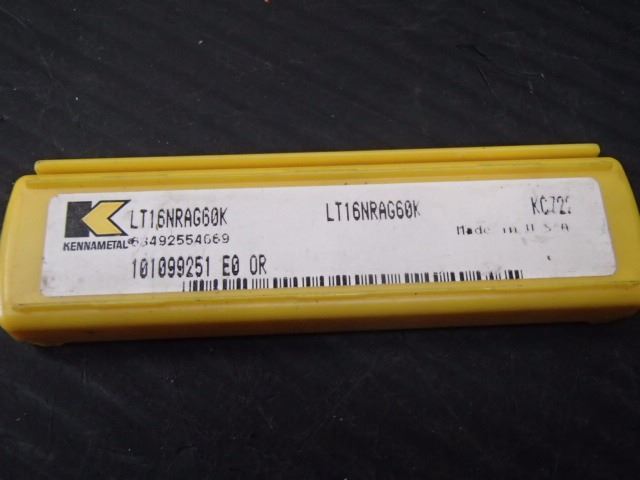 LT16NRAG60K LT16NRAG60K KC722
KENNAMETAL
Made in U S A
101099251 E0 OR